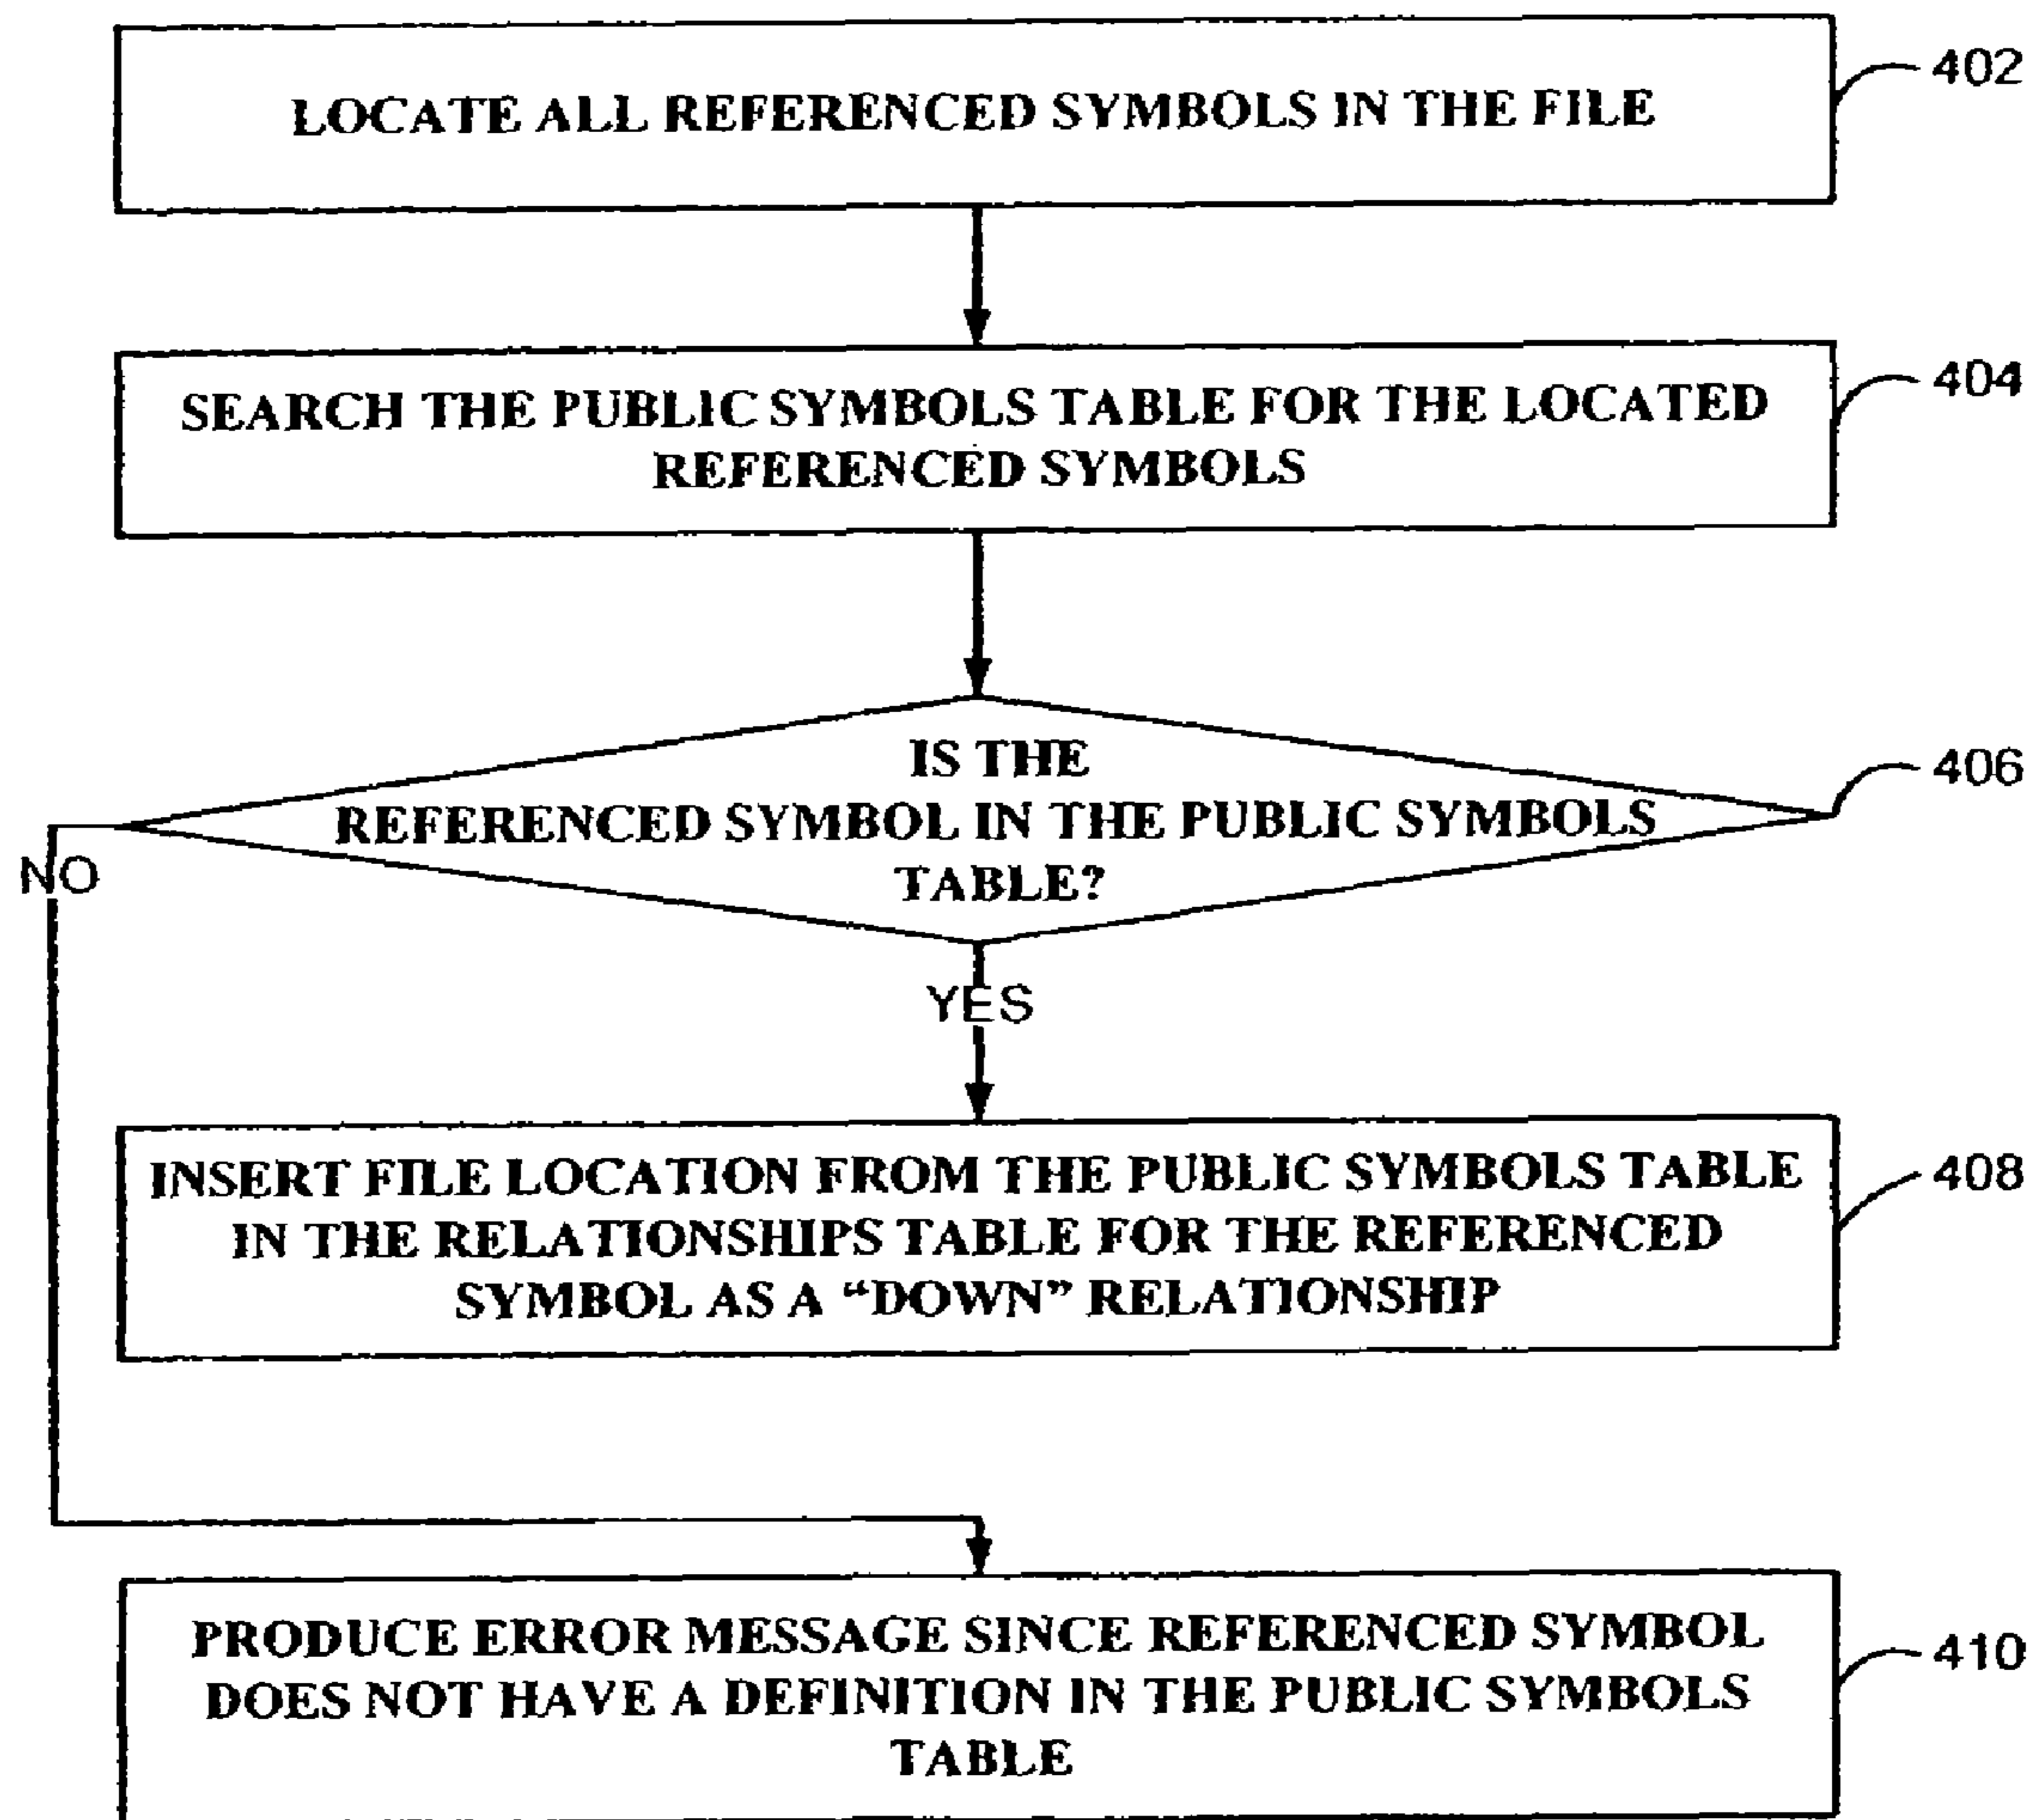 LOCATE ALL REFERENCED SYMBOLS IN THE FILE
402
SEARCH THE PUBLIC SYMBOLS TABLE FOR THE LOCATED
REFERENCED SYMBOLS
404
IS THE
REFERENCED SYMBOL IN THE PUBLIC SYMBOLS
TABLE?
406
NO
YES
INSERT FILE LOCATION FROM THE PUBLIC SYMBOLS TABLE
IN THE RELATIONSHIPS TABLE FOR THE REFERENCED
SYMBOL AS A “DOWN” RELATIONSHIP
408
PRODUCE ERROR MESSAGE SINCE REFERENCED SYMBOL
DOES NOT HAVE A DEFINITION IN THE PUBLIC SYMBOLS
TABLE
410